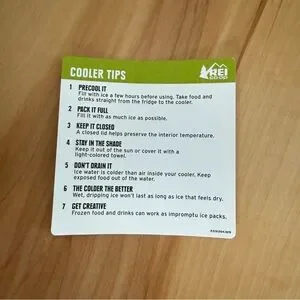 COOLER TIPS
REI
CO-OP
1 PRECOOL IT
Fill with ice a few hours before using. Take food and
drinks straight from the fridge to the cooler.
2 PACK IT FULL
Fill it with as much ice as possible.
3 KEEP IT CLOSED
A closed lid helps preserve the interior temperature.
4 STAY IN THE SHADE
Keep it out of the sun or cover it with a
light-colored towel.
5 DON'T DRAIN IT
Ice water is colder than air inside your cooler. Keep
exposed food out of the water.
6 THE COLDER THE BETTER
Wet, dripping ice won't last as long as ice that feels dry.
7 GET CREATIVE
Frozen food and drinks can work as impromptu ice packs.